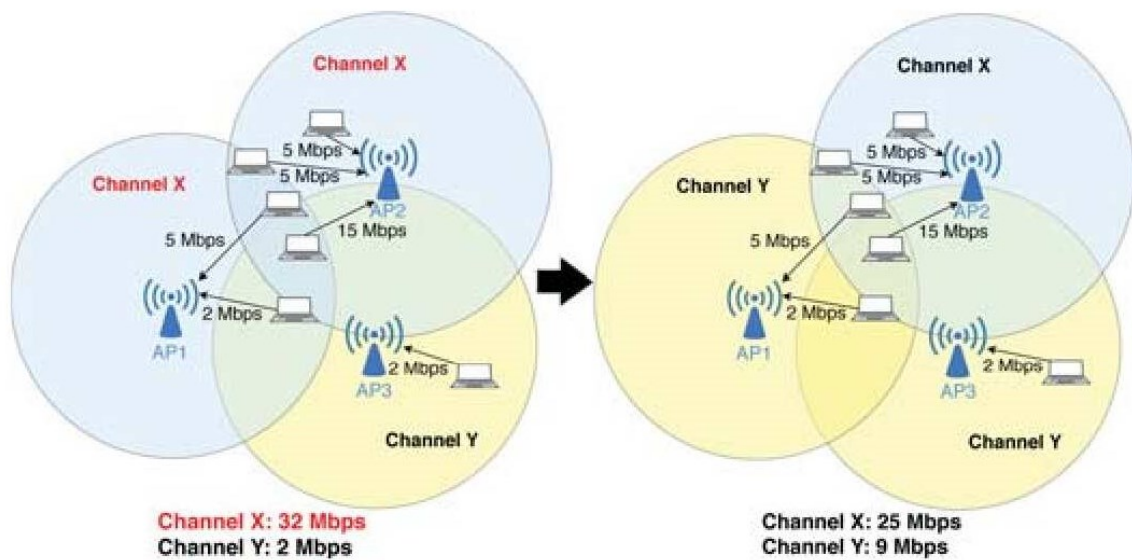 Channel X
Channel X
5 Mbps
5 Mbps
AP2
15 Mbps
5 Mbps
2 Mbps
AP1
2 Mbps
AP3
Channel Y
Channel X: 32 Mbps
Channel Y: 2 Mbps
Channel X
Channel Y
5 Mbps
5 Mbps
AP2
15 Mbps
5 Mbps
2 Mbps
AP1
2 Mbps
AP3
Channel Y
Channel X: 25 Mbps
Channel Y: 9 Mbps